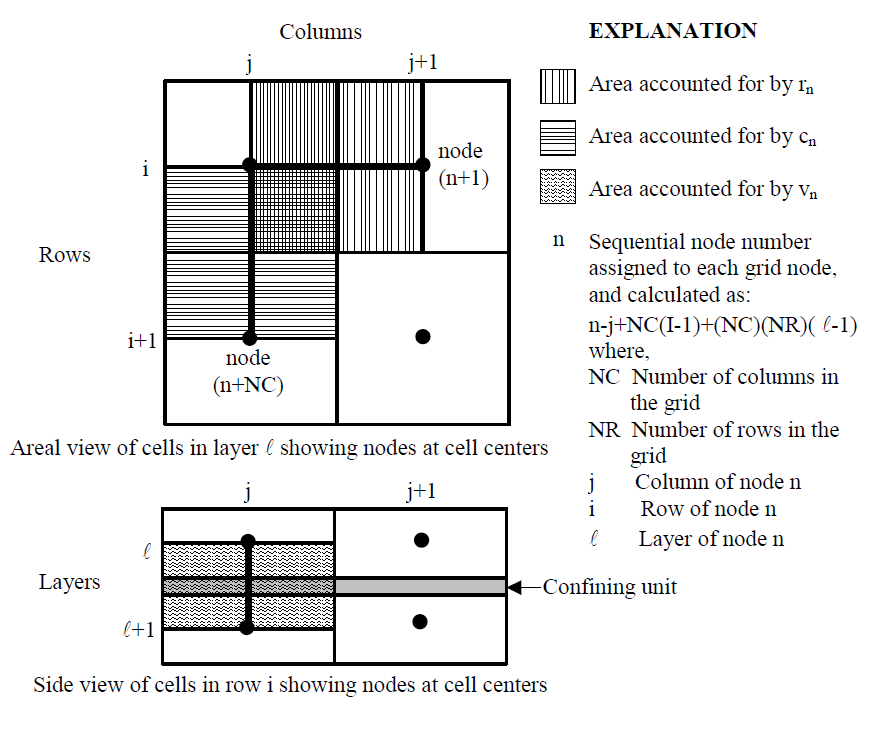 Columns
j
j+1
i
node
(n+1)
Rows
i+1
node
(n+NC)
Areal view of cells in layer ℓ showing nodes at cell centers
j
j+1
ℓ
Layers
Confining unit
ℓ+1
Side view of cells in row i showing nodes at cell centers
EXPLANATION
Area accounted for by rₙ
Area accounted for by cₙ
Area accounted for by vₙ
n Sequential node number
assigned to each grid node,
and calculated as:
n-j+NC(I-1)+(NC)(NR)( ℓ-1)
where,
NC Number of columns in
the grid
NR Number of rows in the
grid
j Column of node n
i Row of node n
ℓ Layer of node n